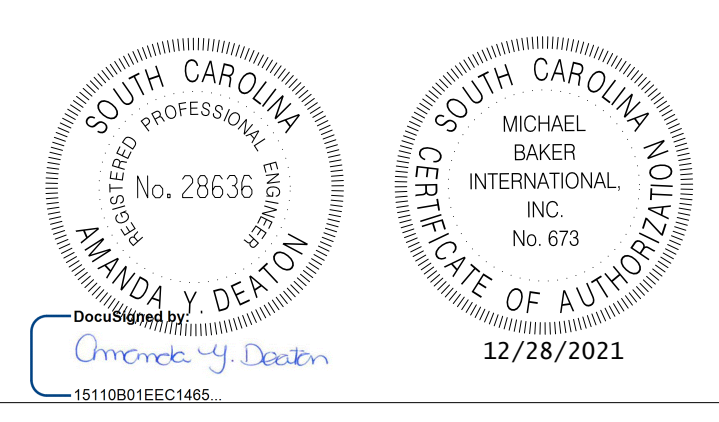 SOUTH CAROLINA
REGISTERED PROFESSIONAL ENGINEER
No. 28636
AMANDA Y. DEATON
DocuSigned by:
Amanda Y. Deaton
15110B01EEC1465...
SOUTH CAROLINA
MICHAEL
BAKER
INTERNATIONAL,
INC.
No. 673
CERTIFICATE OF AUTHORIZATION
12/28/2021